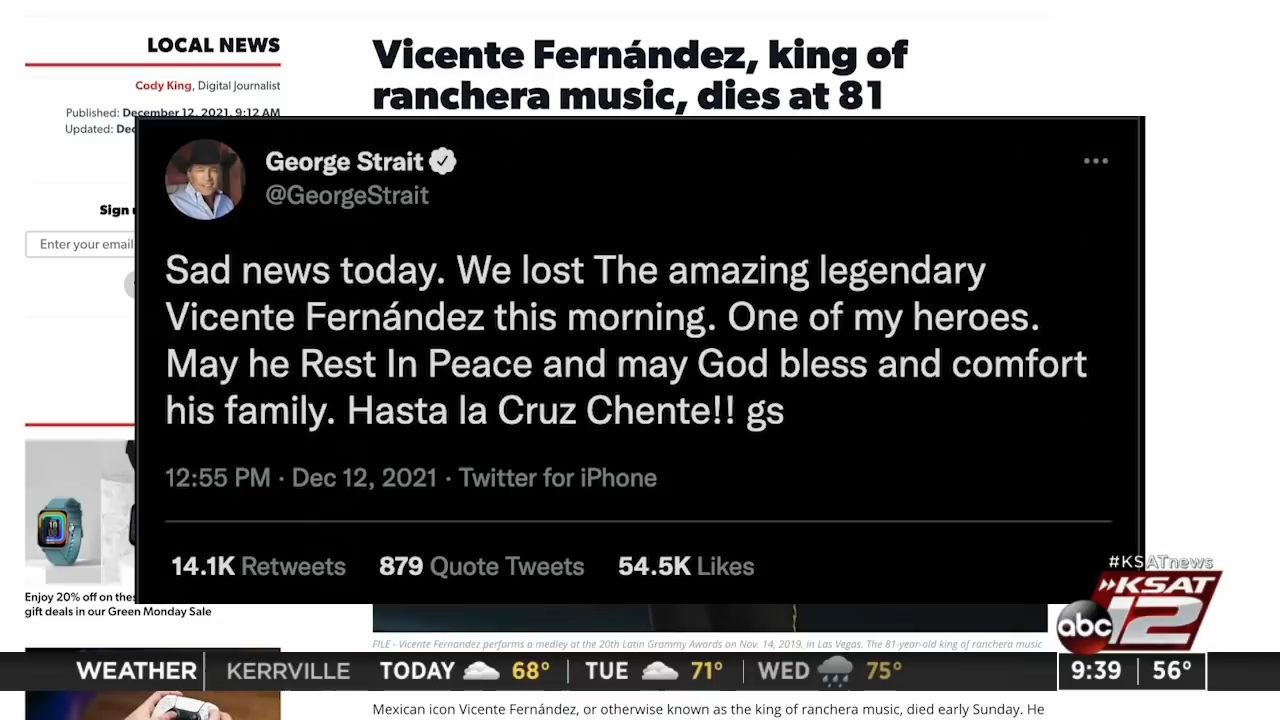 LOCAL NEWS
Cody King, Digital Journalist
Published: December 12, 2021, 9:12 AM
Updated: Dec
Sign
Enter your email
Vicente Fernández, king of
ranchera music, dies at 81
George Strait
@GeorgeStrait
Sad news today. We lost The amazing legendary
Vicente Fernández this morning. One of my heroes.
May he Rest In Peace and may God bless and comfort
his family. Hasta la Cruz Chente!! gs
12:55 PM · Dec 12, 2021 · Twitter for iPhone
14.1K Retweets 879 Quote Tweets 54.5K Likes
Enjoy 20% off on these
gift deals in our Green Monday Sale
#KSATnews
KSAT
abc 12
FILE - Vicente Fernandez performs a medley at the 20th Latin Grammy Awards on Nov. 14, 2019, in Las Vegas. The 81-year-old king of ranchera music
WEATHER KERRVILLE TODAY 68° TUE 71° WED 75° 9:39 56°
Mexican icon Vicente Fernández, or otherwise known as the king of ranchera music, died early Sunday. He